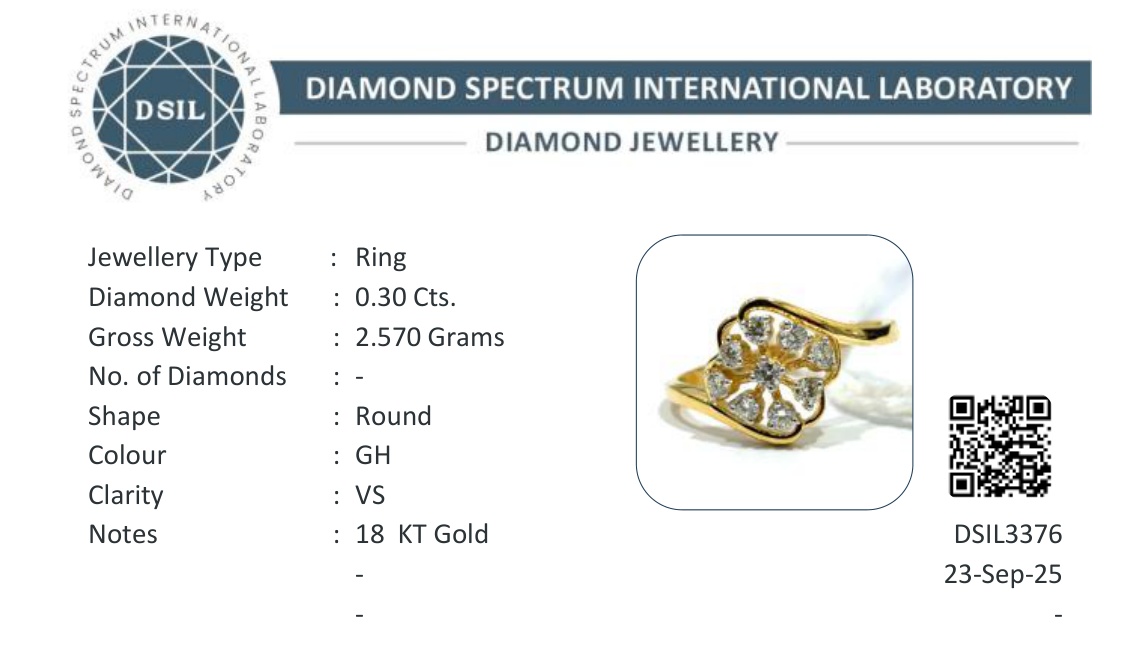 DIAMOND SPECTRUM INTERNATIONAL LABORATORY
DSIL
DIAMOND SPECTRUM INTERNATIONAL LABORATORY
DIAMOND JEWELLERY
Jewellery Type : Ring
Diamond Weight : 0.30 Cts.
Gross Weight : 2.570 Grams
No. of Diamonds : -
Shape : Round
Colour : GH
Clarity : VS
Notes : 18 KT Gold
-
-
DSIL3376
23-Sep-25
-